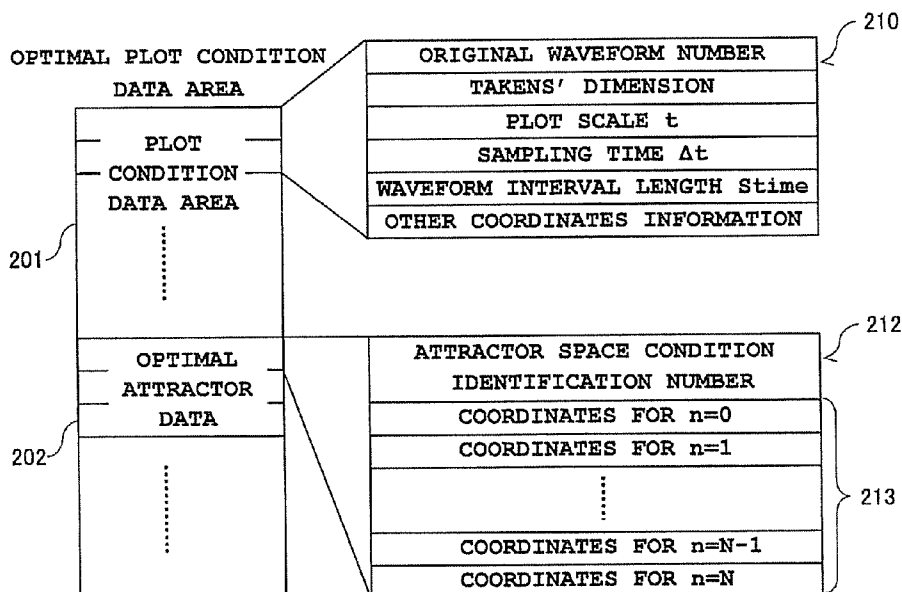 OPTIMAL PLOT CONDITION
DATA AREA
PLOT
CONDITION
DATA AREA
201
OPTIMAL
ATTRACTOR
DATA
202
210
ORIGINAL WAVEFORM NUMBER
TAKENS' DIMENSION
PLOT SCALE t
SAMPLING TIME Δt
WAVEFORM INTERVAL LENGTH Stime
OTHER COORDINATES INFORMATION
212
ATTRACTOR SPACE CONDITION
IDENTIFICATION NUMBER
COORDINATES FOR n=0
COORDINATES FOR n=1
COORDINATES FOR n=N-1
COORDINATES FOR n=N
213